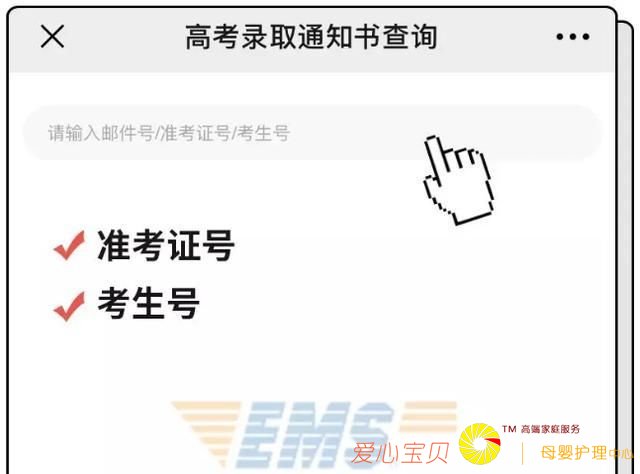 高考录取通知书查询
请输入邮件号/准考证号/考生号
准考证号
考生号
EMS
爱心宝贝
TM 高端家庭服务
母婴护理中心